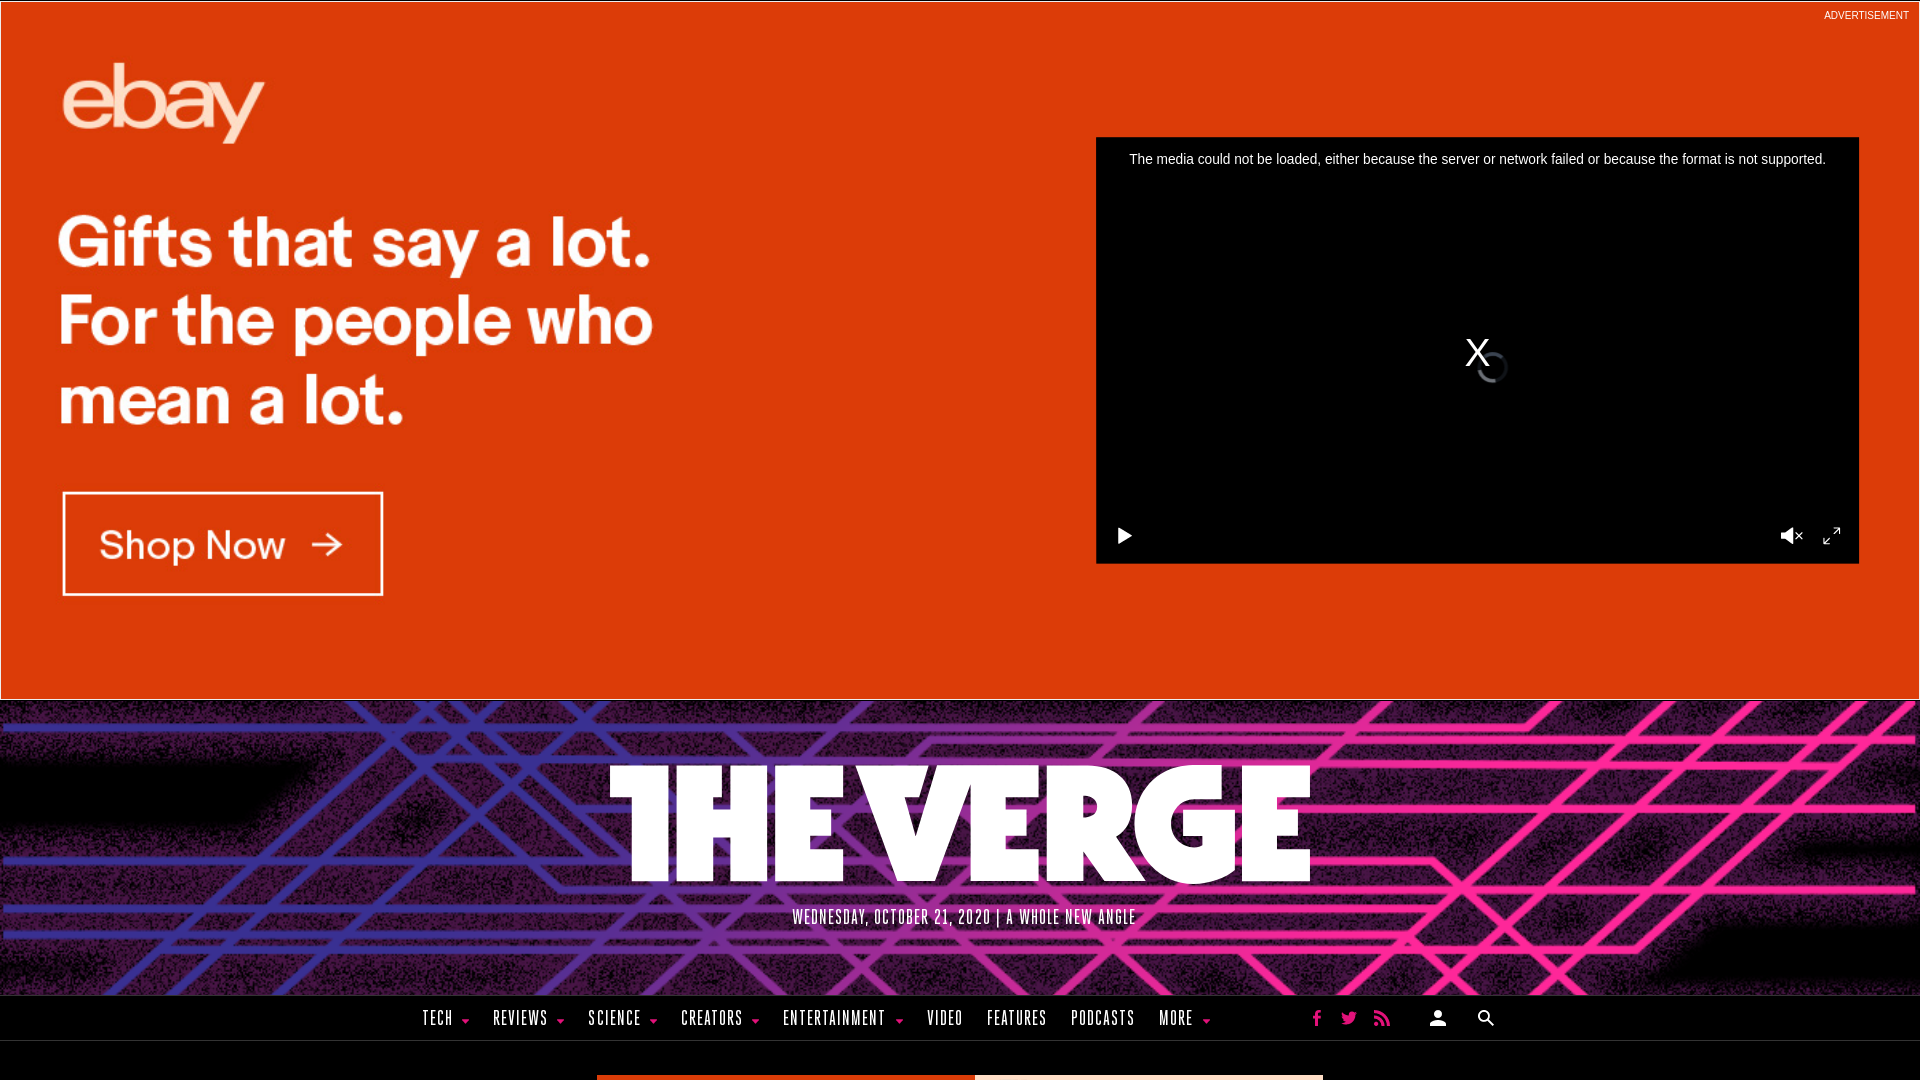 ADVERTISEMENT
ebay
Gifts that say a lot.
For the people who
mean a lot.
Shop Now
The media could not be loaded, either because the server or network failed or because the format is not supported.
X
THE VERGE
WEDNESDAY, OCTOBER 21, 2020 | A WHOLE NEW ANGLE
TECH REVIEWS SCIENCE CREATORS ENTERTAINMENT VIDEO FEATURES PODCASTS MORE